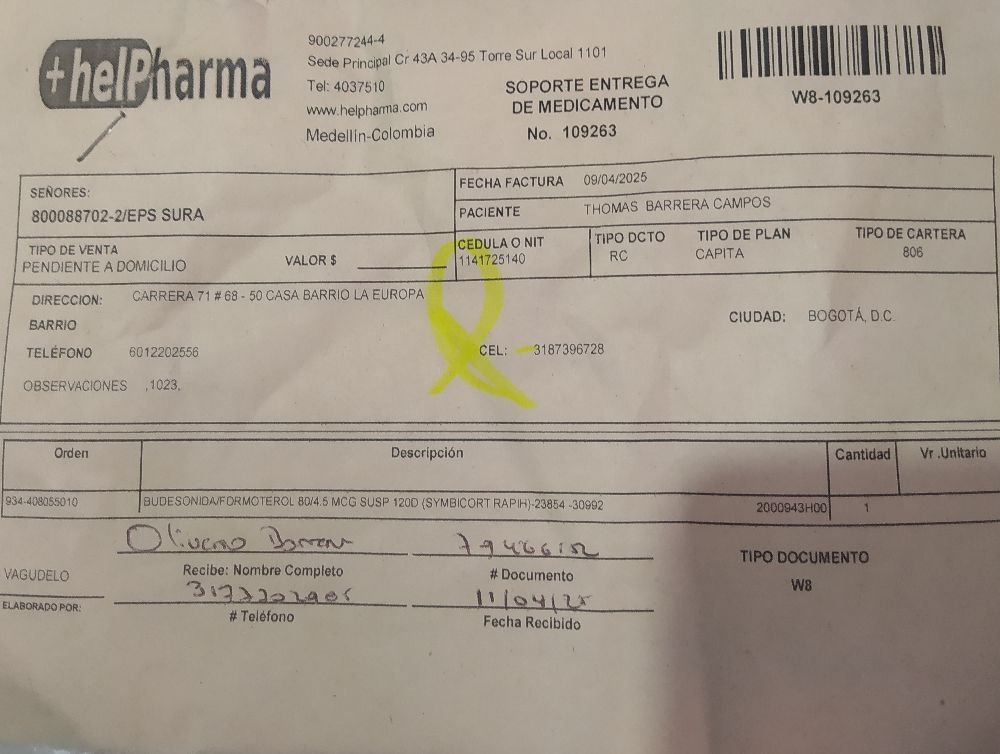 +helPharma
900277244-4
Sede Principal Cr 43A 34-95 Torre Sur Local 1101
Tel: 4037510
www.helpharma.com
Medellín-Colombia
SOPORTE ENTREGA
DE MEDICAMENTO
No. 109263
W8-109263
SEÑORES:
800088702-2/EPS SURA
FECHA FACTURA 09/04/2025
PACIENTE THOMAS BARRERA CAMPOS
TIPO DE VENTA
PENDIENTE A DOMICILIO
VALOR $
CEDULA O NIT
1141725140
TIPO DCTO
RC
TIPO DE PLAN
CAPITA
TIPO DE CARTERA
806
DIRECCION: CARRERA 71 # 68 - 50 CASA BARRIO LA EUROPA
BARRIO
CIUDAD: BOGOTÁ, D.C.
TELÉFONO 6012202556
CEL: 3187396728
OBSERVACIONES ,1023,
Orden Descripción Cantidad Vr .Unitario
934-408055010 BUDESONIDA/FORMOTEROL 80/4.5 MCG SUSP 120D (SYMBICORT RAPIH)-23854 -30992 2000943H00 1
Recibe: Nombre Completo
# Documento
TIPO DOCUMENTO
W8
VAGUDELO
ELABORADO POR:
11/04/25
# Teléfono
Fecha Recibido